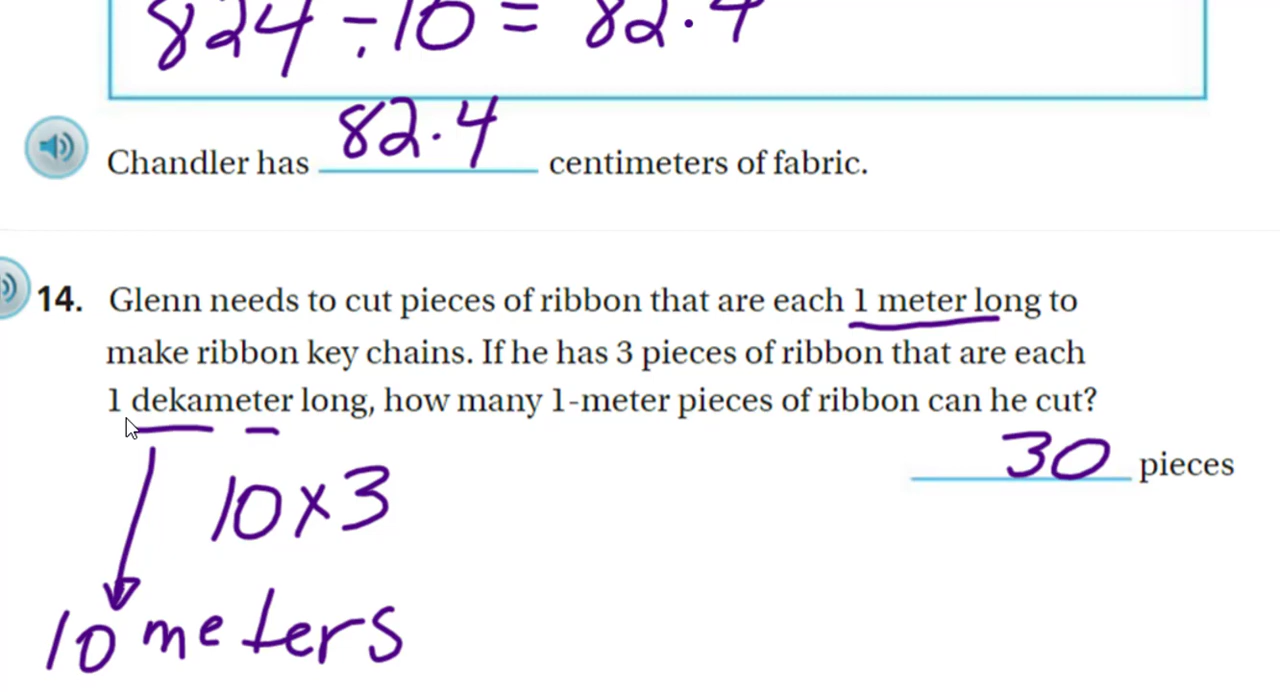 824 ÷ 10 = 82.4
82.4
Chandler has ______ centimeters of fabric.
14. Glenn needs to cut pieces of ribbon that are each 1 meter long to
make ribbon key chains. If he has 3 pieces of ribbon that are each
1 dekameter long, how many 1-meter pieces of ribbon can he cut?
30 pieces
10 x 3
10 meters